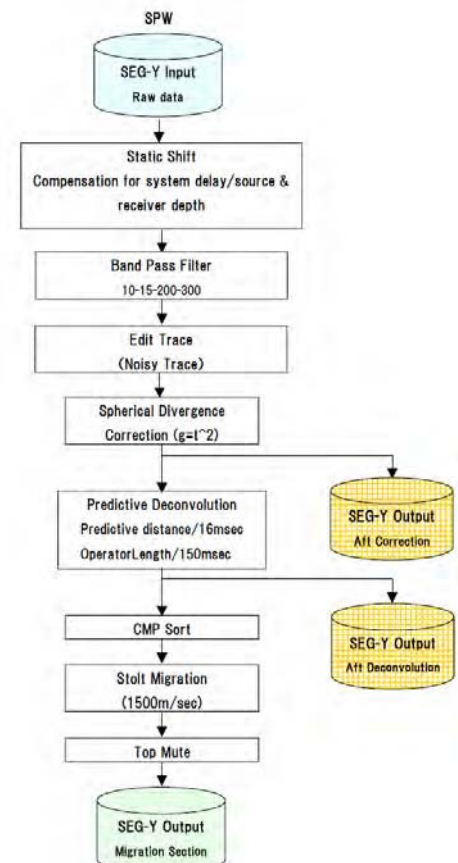 SPW
SEG-Y Input
Raw data
Static Shift
Compensation for system delay/source &
receiver depth
Band Pass Filter
10-15-200-300
Edit Trace
(Noisy Trace)
Spherical Divergence
Correction (g=t^2)
Predictive Deconvolution
Predictive distance/16msec
OperatorLength/150msec
SEG-Y Output
Aft Correction
CMP Sort
SEG-Y Output
Aft Deconvolution
Stolt Migration
(1500m/sec)
Top Mute
SEG-Y Output
Migration Section